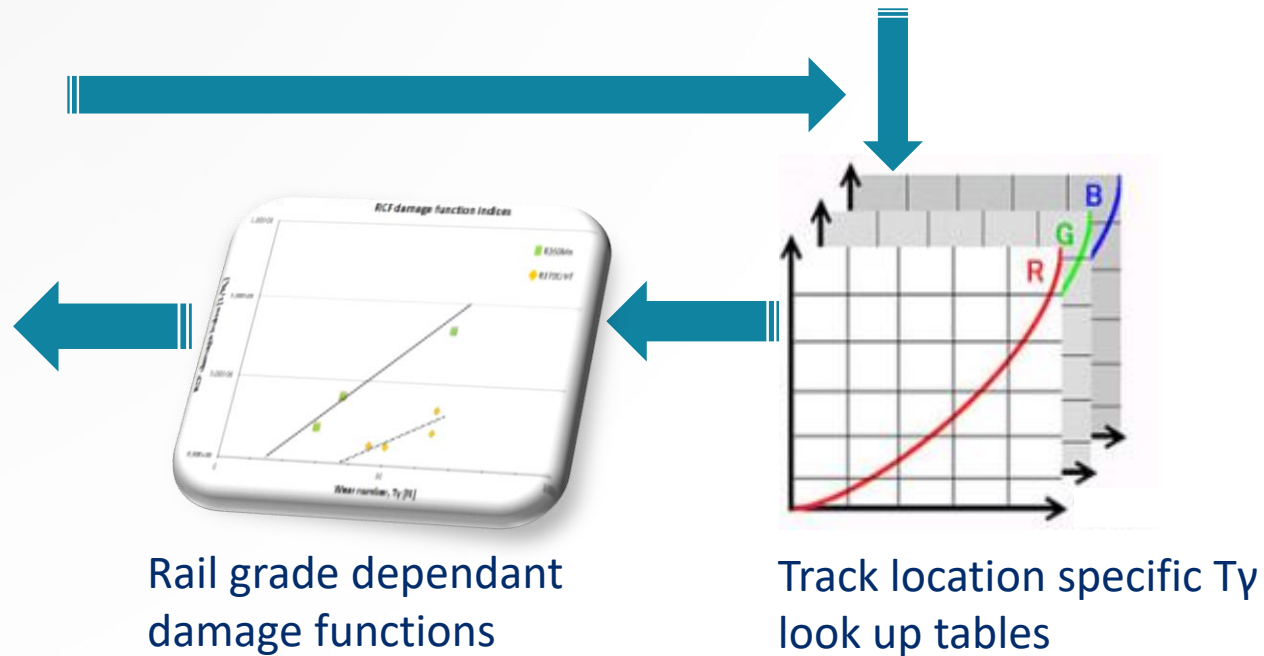 RCF damage function indices
Wear number, Tγ [N]
R
G
B
Rail grade dependant
damage functions
Track location specific Tγ
look up tables